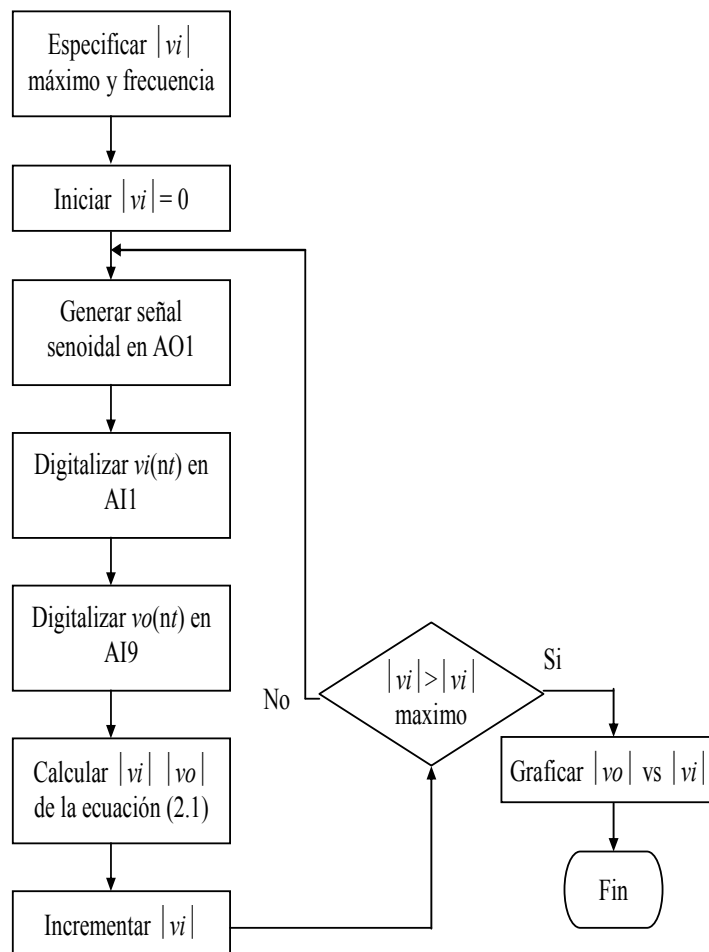 Especificar |vi|
máximo y frecuencia
Iniciar |vi| = 0
Generar señal
senoidal en AO1
Digitalizar vi(nt) en
AI1
Digitalizar vo(nt) en
AI9
Calcular |vi| |vo|
de la ecuación (2.1)
Incrementar |vi|
No
|vi|>|vi|
maximo
Si
Graficar |vo| vs |vi|
Fin